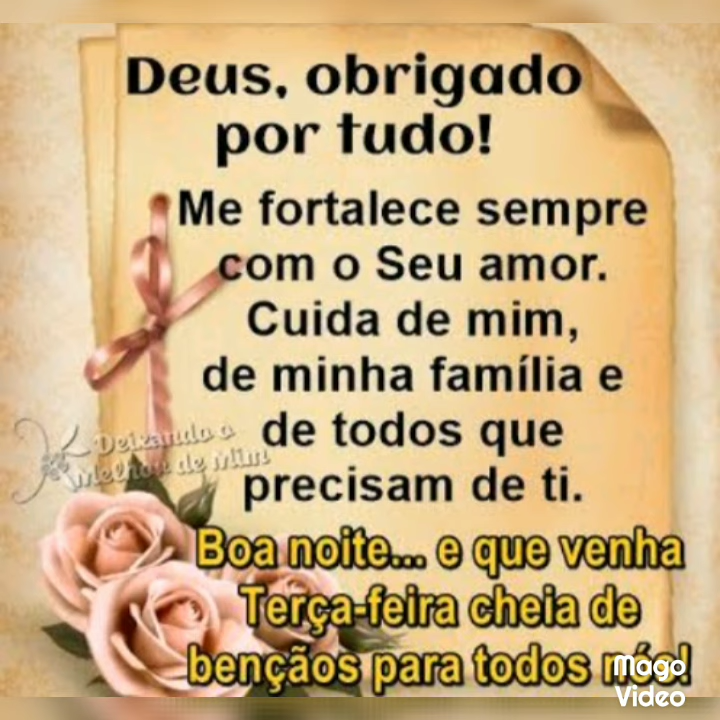 Deus, obrigado
por tudo!
Me fortalece sempre
com o Seu amor.
Cuida de mim,
de minha família e
de todos que
precisam de ti.
Deixando o
Melhor de Mim
Boa noite... e que venha
Terça-feira cheia de
bençãos para todos nós!
Mago
Video